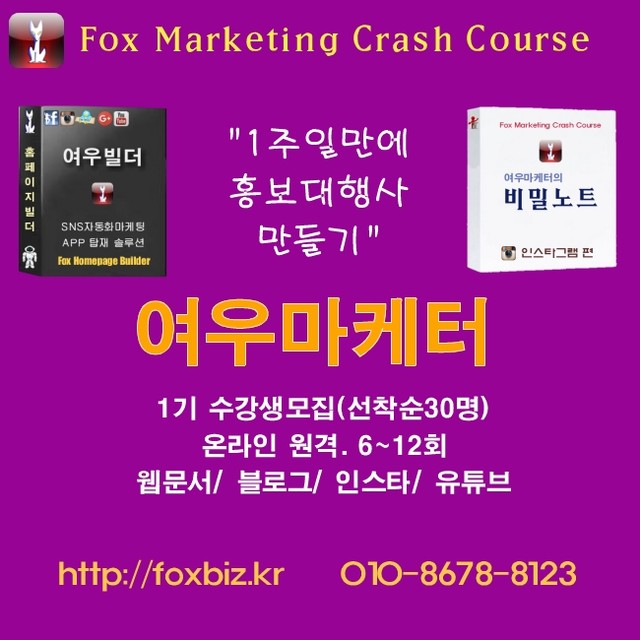 Fox Marketing Crash Course
홈페이지빌더
여우빌더
SNS자동화마케팅
APP 탑재 솔루션
Fox Homepage Builder
"1주일만에
홍보대행사
만들기"
Fox Marketing Crash Course
여우마케터의
비밀노트
인스타그램 편
여우마케터
1기 수강생모집(선착순30명)
온라인 원격. 6~12회
웹문서/ 블로그/ 인스타/ 유튜브
http://foxbiz.kr 010-8678-8123